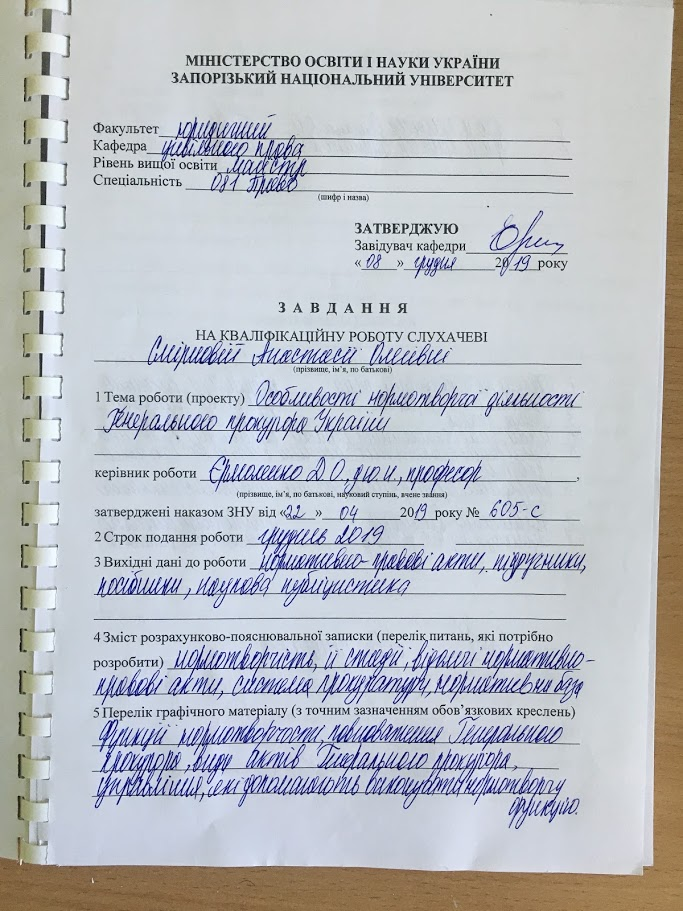 МІНІСТЕРСТВО ОСВІТИ І НАУКИ УКРАЇНИ
ЗАПОРІЗЬКИЙ НАЦІОНАЛЬНИЙ УНІВЕРСИТЕТ
Факультет юридичний
Кафедра цивільного права
Рівень вищої освіти магістр
Спеціальність 081 Право
(шифр і назва)
ЗАТВЕРДЖУЮ
Завідувач кафедри
« 08 » грудня 2019 року
З А В Д А Н Н Я
НА КВАЛІФІКАЦІЙНУ РОБОТУ СЛУХАЧЕВІ
Смірновій Анастасії Олегівні
(прізвище, ім’я, по батькові)
1 Тема роботи (проекту) Особливості нормотворчої діяльності
Генерального прокурора України
керівник роботи Єрмоленко Д.О., д.ю.н., професор,
(прізвище, ім’я, по батькові, науковий ступінь, вчене звання)
затверджені наказом ЗНУ від «22 » 04 2019 року № 605-с
2 Строк подання роботи грудень 2019
3 Вихідні дані до роботи нормативно-правові акти, підручники,
посібники, наукова публіцистика
4 Зміст розрахунково-пояснювальної записки (перелік питань, які потрібно
розробити) нормотворчість, її стадії, відомчі нормативно-
правові акти, система прокуратури, нормативна база
5 Перелік графічного матеріалу (з точним зазначенням обов’язкових креслень)
Функції нормотворчості, повноваження Генерального
прокурора, види актів Генерального прокурора,
управління, які допомагають виконувати нормотворчу
функцію.